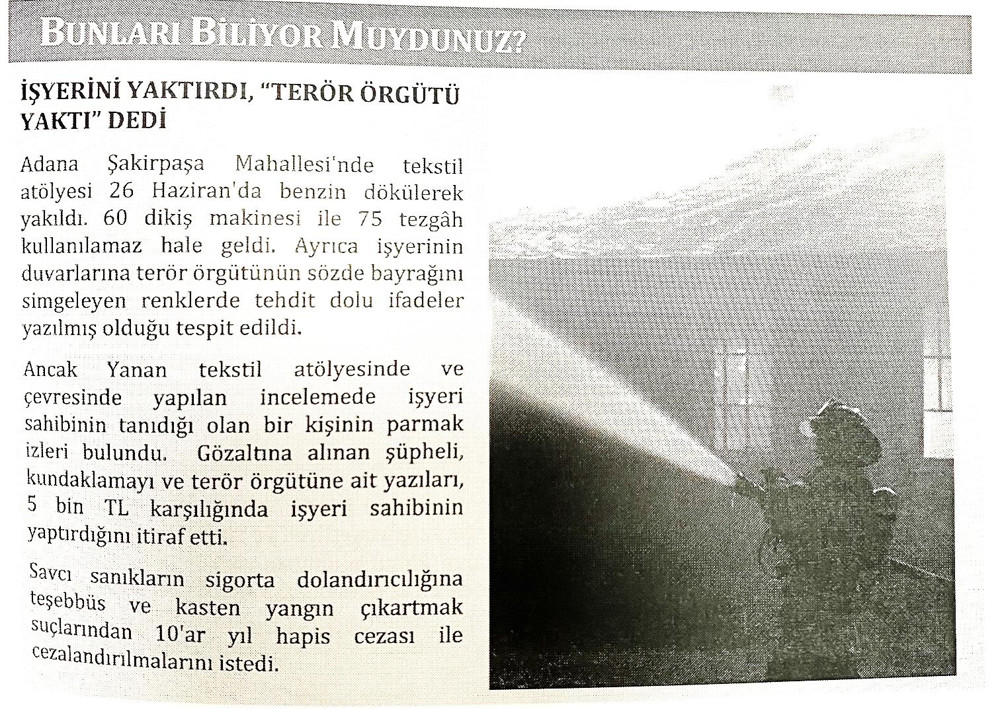 BUNLARI BİLİYOR MUYDUNUZ?
İŞYERİNİ YAKTIRDI, “TERÖR ÖRGÜTÜ
YAKTI” DEDİ
Adana Şakirpaşa Mahallesi'nde tekstil
atölyesi 26 Haziran'da benzin dökülerek
yakıldı. 60 dikiş makinesi ile 75 tezgâh
kullanılamaz hale geldi. Ayrıca işyerinin
duvarlarına terör örgütünün sözde bayrağını
simgeleyen renklerde tehdit dolu ifadeler
yazılmış olduğu tespit edildi.
Ancak Yanan tekstil atölyesinde ve
çevresinde yapılan incelemede işyeri
sahibinin tanıdığı olan bir kişinin parmak
izleri bulundu. Gözaltına alınan şüpheli,
kundaklamayı ve terör örgütüne ait yazıları,
5 bin TL karşılığında işyeri sahibinin
yaptırdığını itiraf etti.
Savcı sanıkların sigorta dolandırıcılığına
teşebbüs ve kasten yangın çıkartmak
suçlarından 10'ar yıl hapis cezası ile
cezalandırılmalarını istedi.